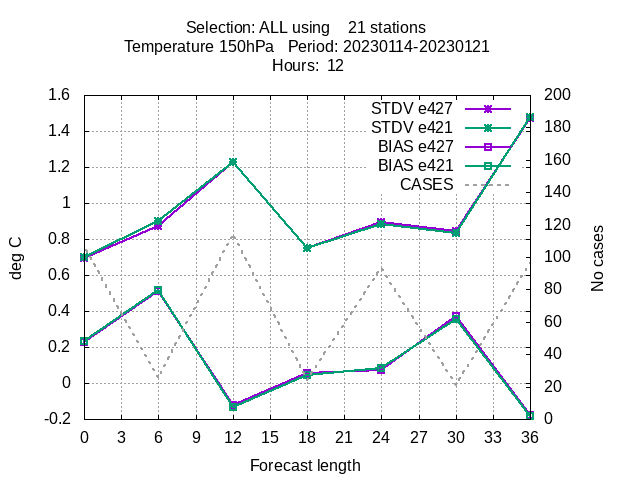 Selection: ALL using    21 stations
Temperature 150hPa   Period: 20230114-20230121
Hours:  12
1.6
1.4
1.2
1
0.8
0.6
0.4
0.2
0
-0.2
deg C
STDV e427
STDV e421
BIAS e427
BIAS e421
CASES
200
180
160
140
120
100
80
60
40
20
0
No cases
0 3 6 9 12 15 18 21 24 27 30 33 36
Forecast length